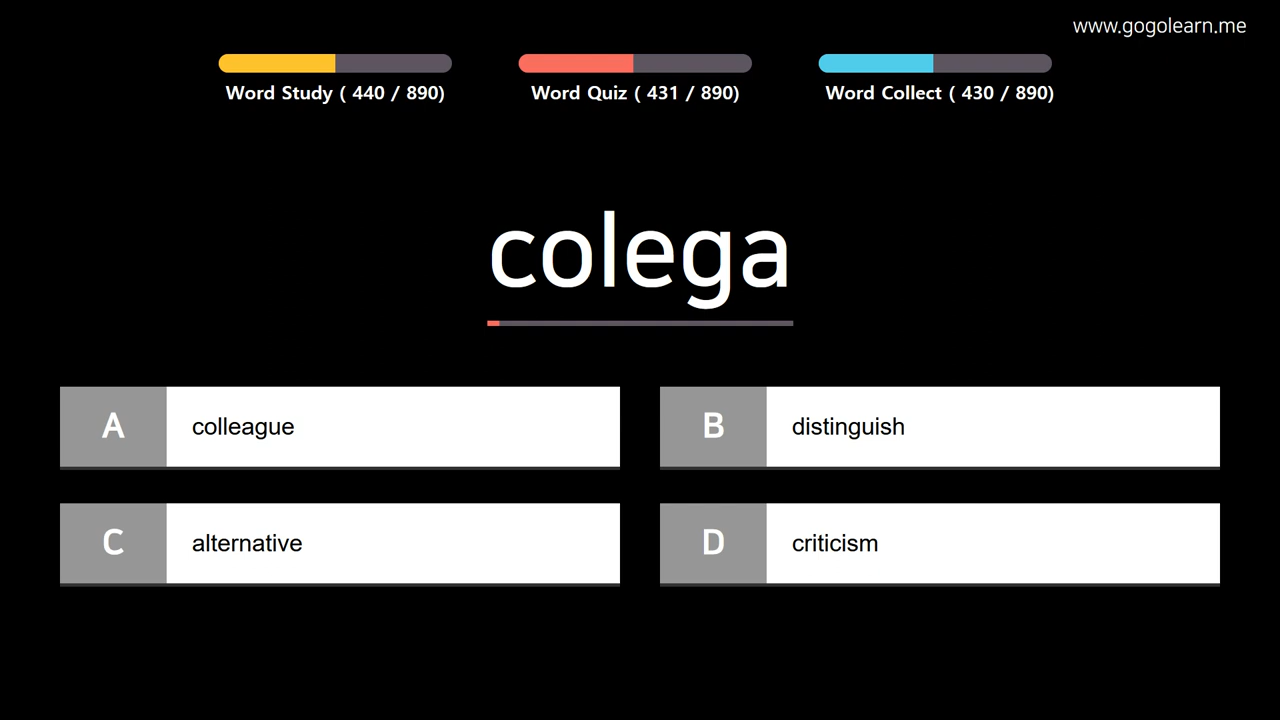 www.gogolearn.me
Word Study ( 440 / 890)
Word Quiz ( 431 / 890)
Word Collect ( 430 / 890)
colega
A colleague
B distinguish
C alternative
D criticism